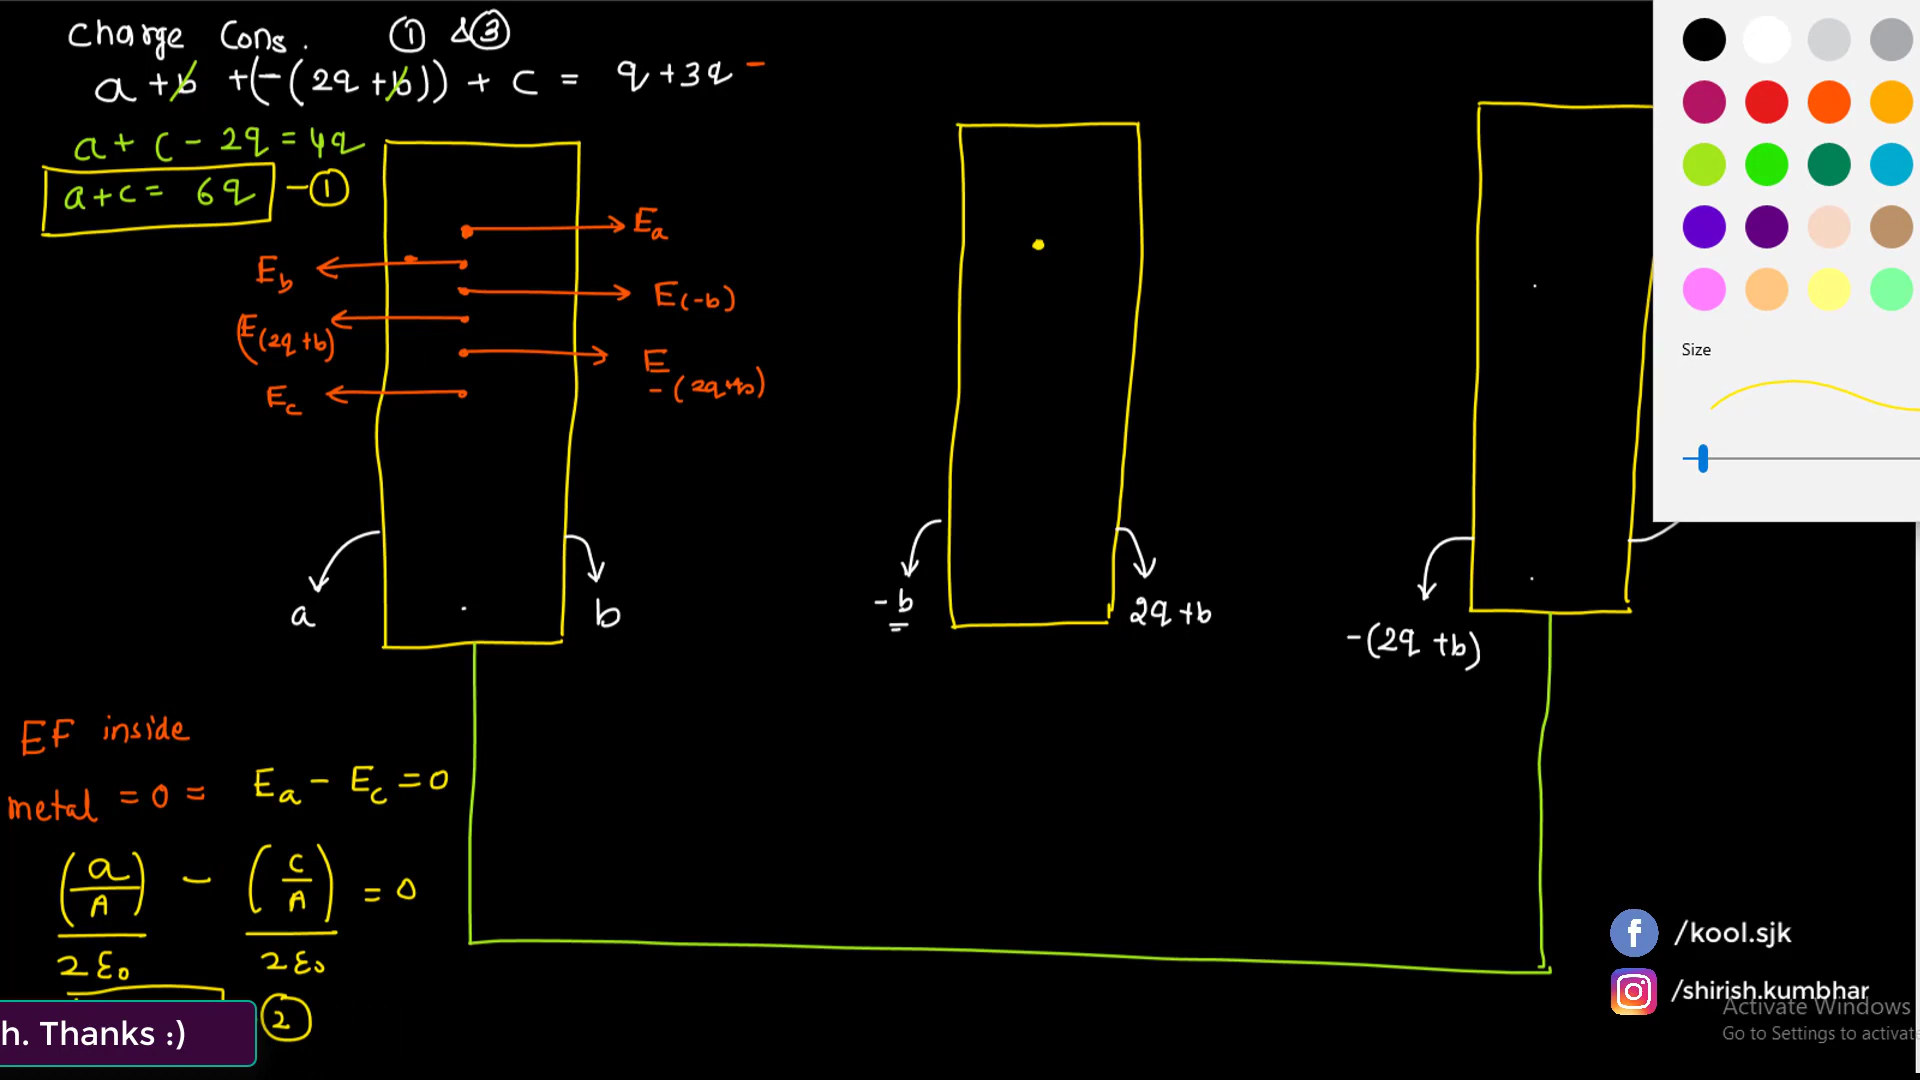 Charge Cons. ① & ③
a + b + (-(2q + b)) + c = q + 3q -
a + c - 2q = 4q
a + c = 6q - ①
Ea
Eb
E(-b)
E(2q + b)
E-(2q+b)
Ec
a
b
-b
2q + b
-(2q + b)
EF inside
metal = 0 = Ea - Ec = 0
(a/A)/2ε₀ - (c/A)/2ε₀ = 0
②
h. Thanks :)
Size
/kool.sjk
/shirish.kumbhar
Activate Windows
Go to Settings to activat